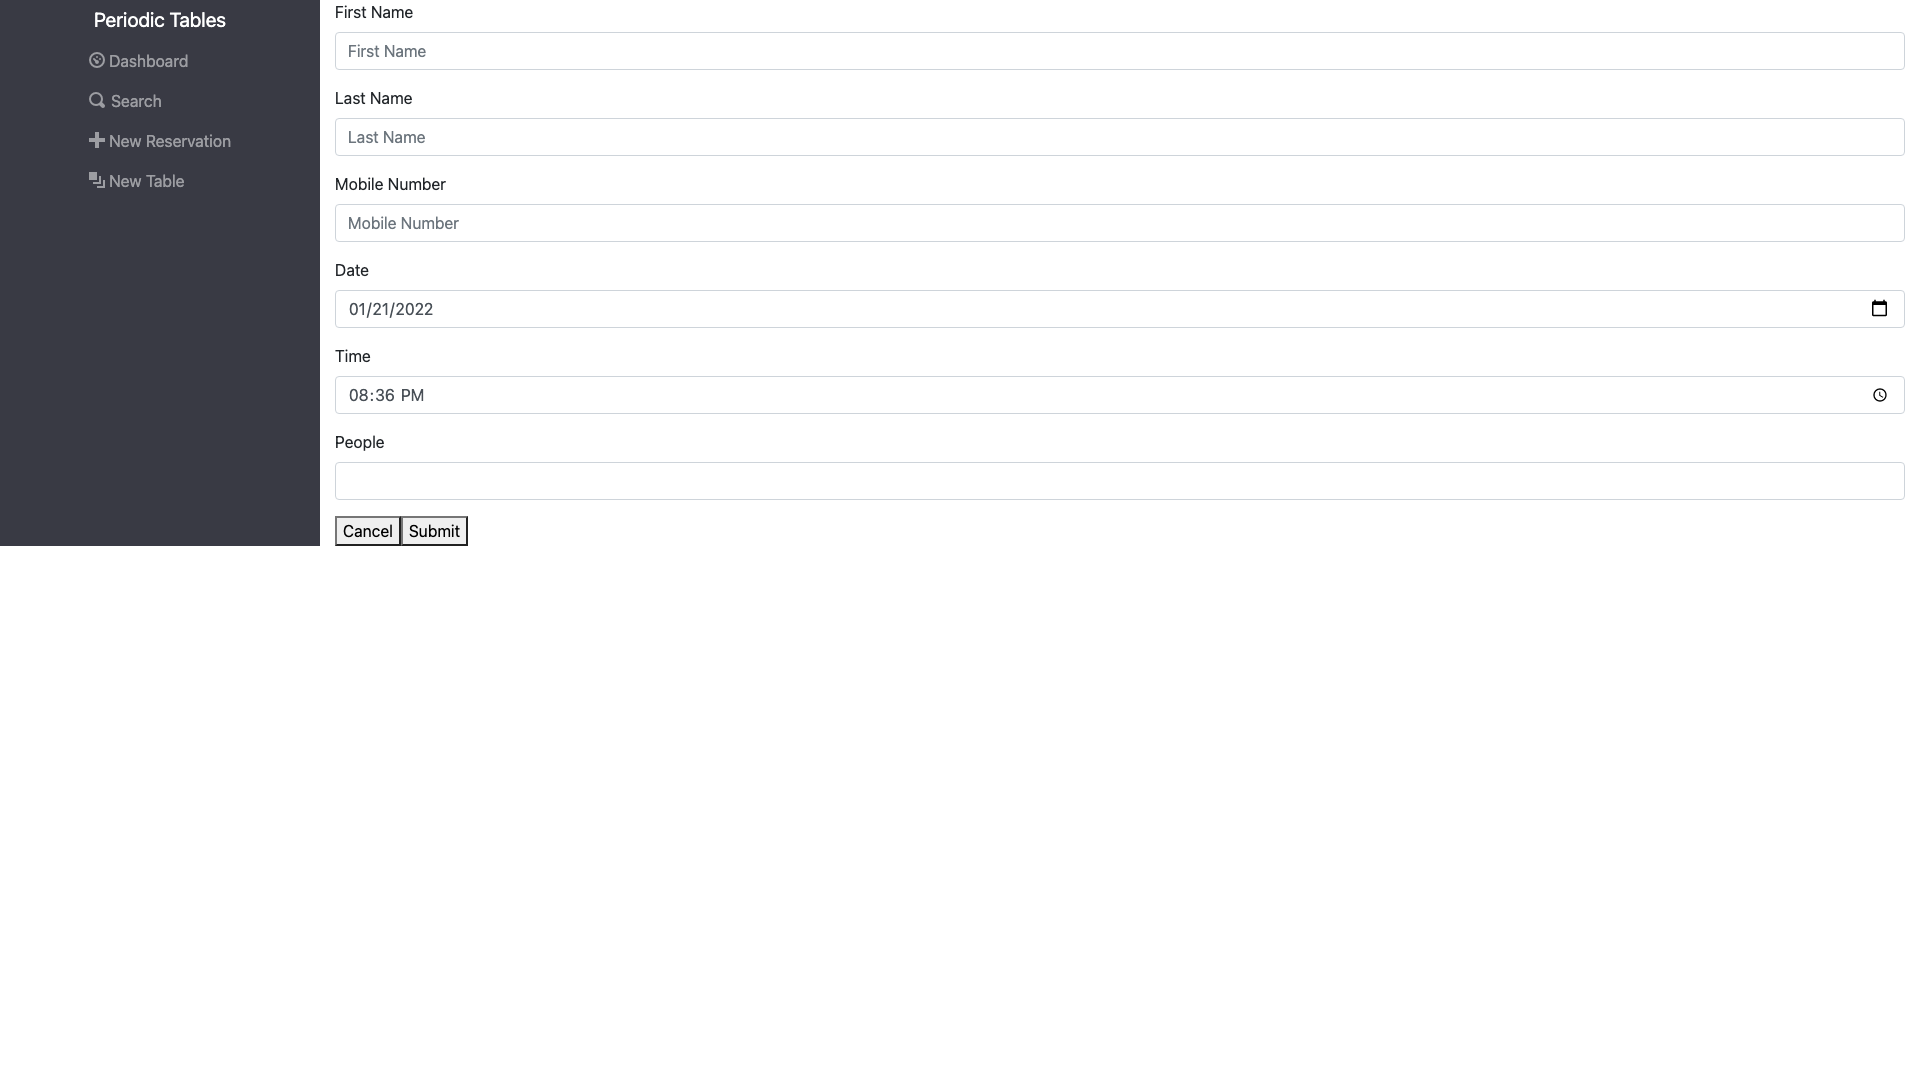 Periodic Tables
Dashboard
Search
New Reservation
New Table
First Name
First Name
Last Name
Last Name
Mobile Number
Mobile Number
Date
01/21/2022
Time
08:36 PM
People
Cancel Submit